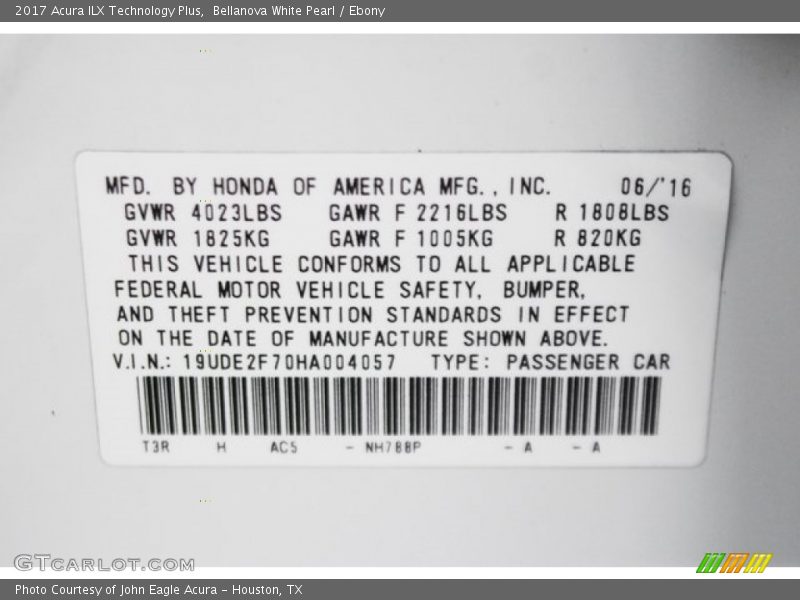 2017 Acura ILX Technology Plus,  Bellanova White Pearl / Ebony
MFD. BY HONDA OF AMERICA MFG., INC. 06/'16
GVWR 4023LBS GAWR F 2216LBS R 1808LBS
GVWR 1825KG GAWR F 1005KG R 820KG
THIS VEHICLE CONFORMS TO ALL APPLICABLE
FEDERAL MOTOR VEHICLE SAFETY, BUMPER,
AND THEFT PREVENTION STANDARDS IN EFFECT
ON THE DATE OF MANUFACTURE SHOWN ABOVE.
V.I.N.: 19UDE2F70HA004057 TYPE: PASSENGER CAR
T3R H AC5 - NH788P - A - A
GTCARLOT.COM
Photo Courtesy of John Eagle Acura - Houston, TX